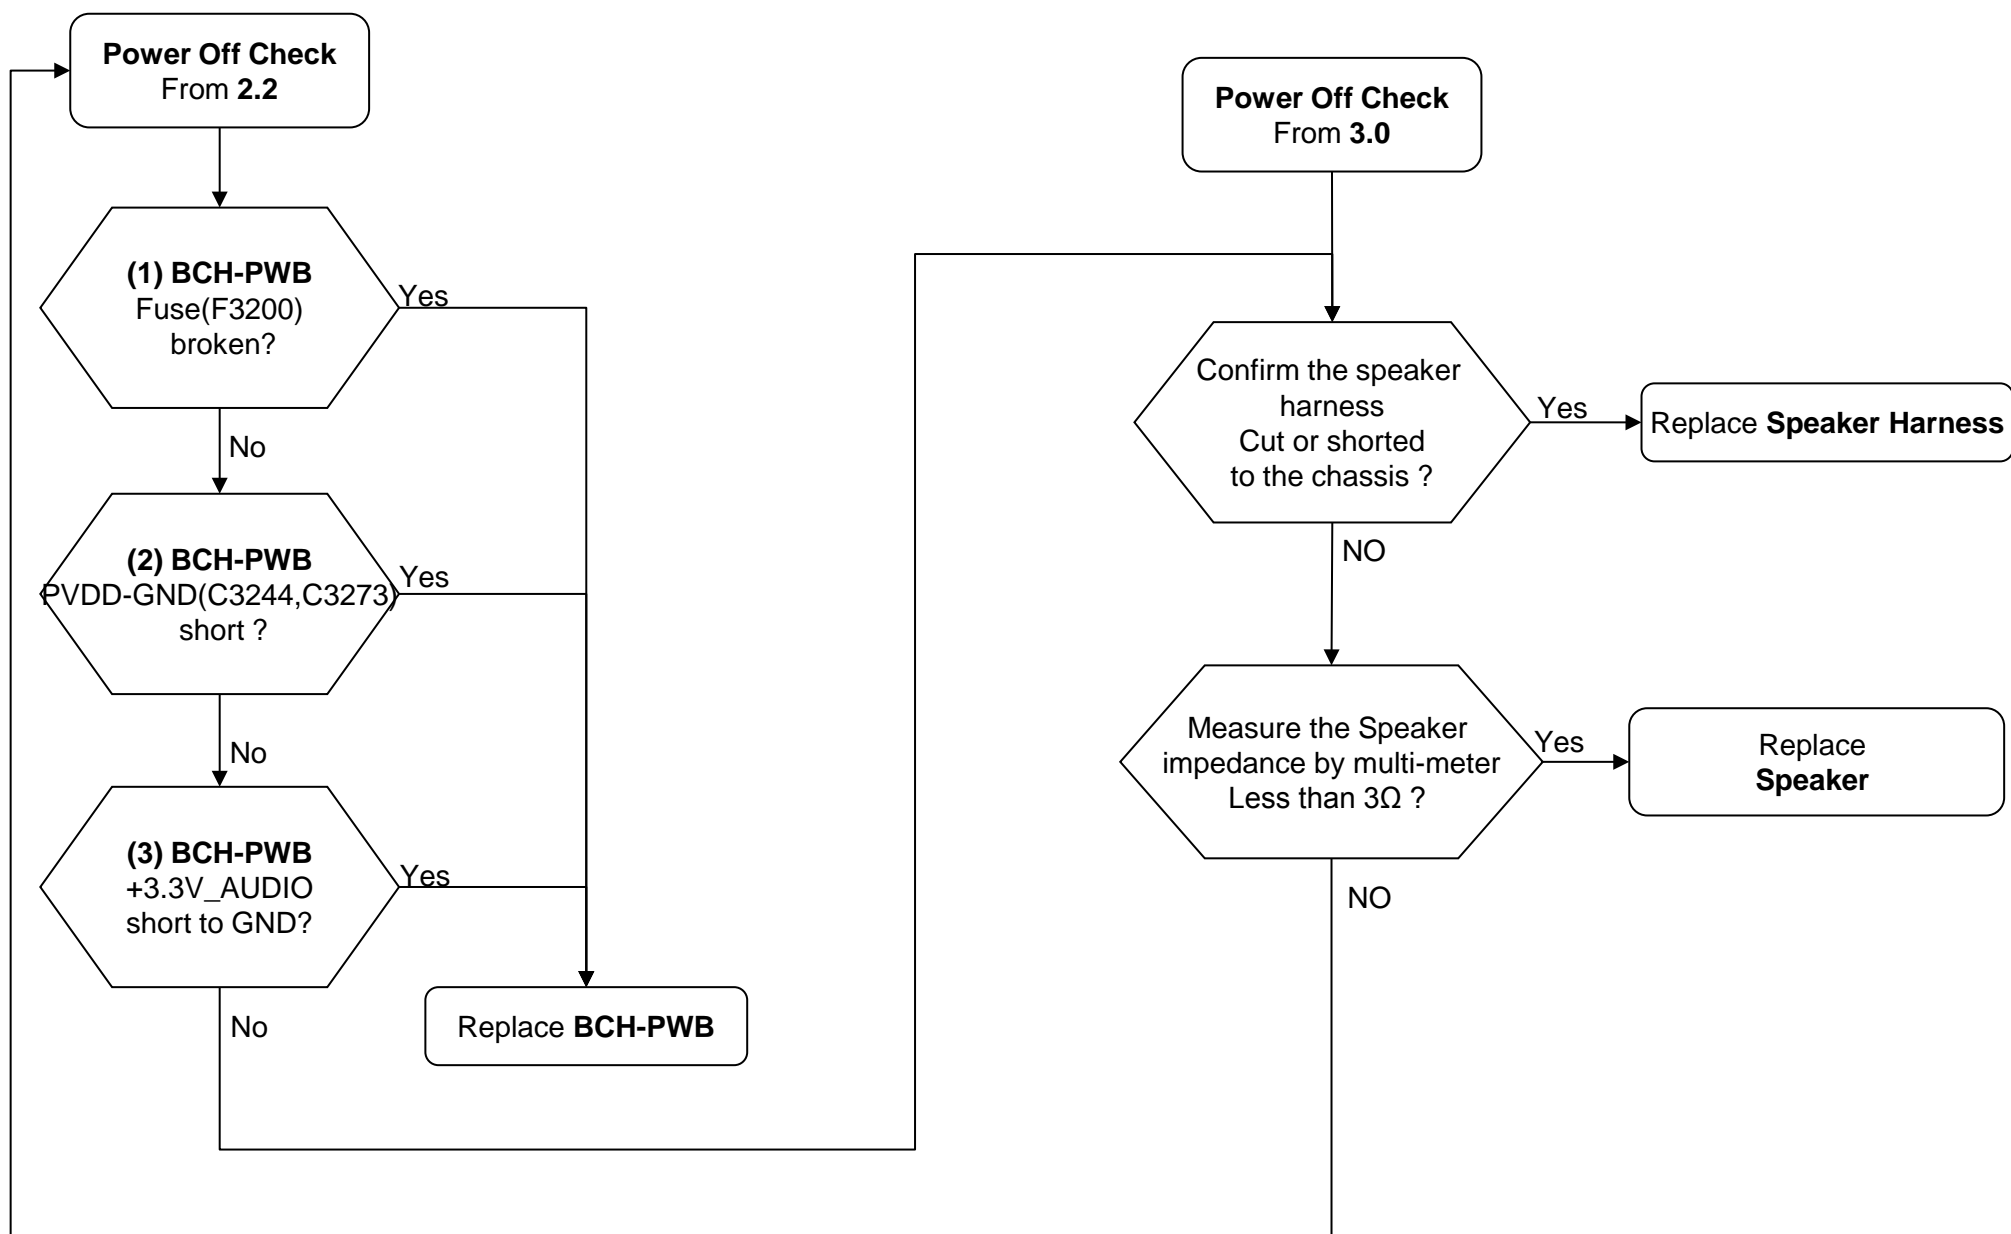 Power Off Check
From 2.2
(1) BCH-PWB
Fuse(F3200)
broken?
Yes
No
(2) BCH-PWB
PVDD-GND(C3244,C3273)
short ?
Yes
No
(3) BCH-PWB
+3.3V_AUDIO
short to GND?
Yes
No
Replace BCH-PWB
Power Off Check
From 3.0
Confirm the speaker
harness
Cut or shorted
to the chassis ?
Yes
Replace Speaker Harness
NO
Measure the Speaker
impedance by multi-meter
Less than 3Ω ?
Yes
Replace
Speaker
NO